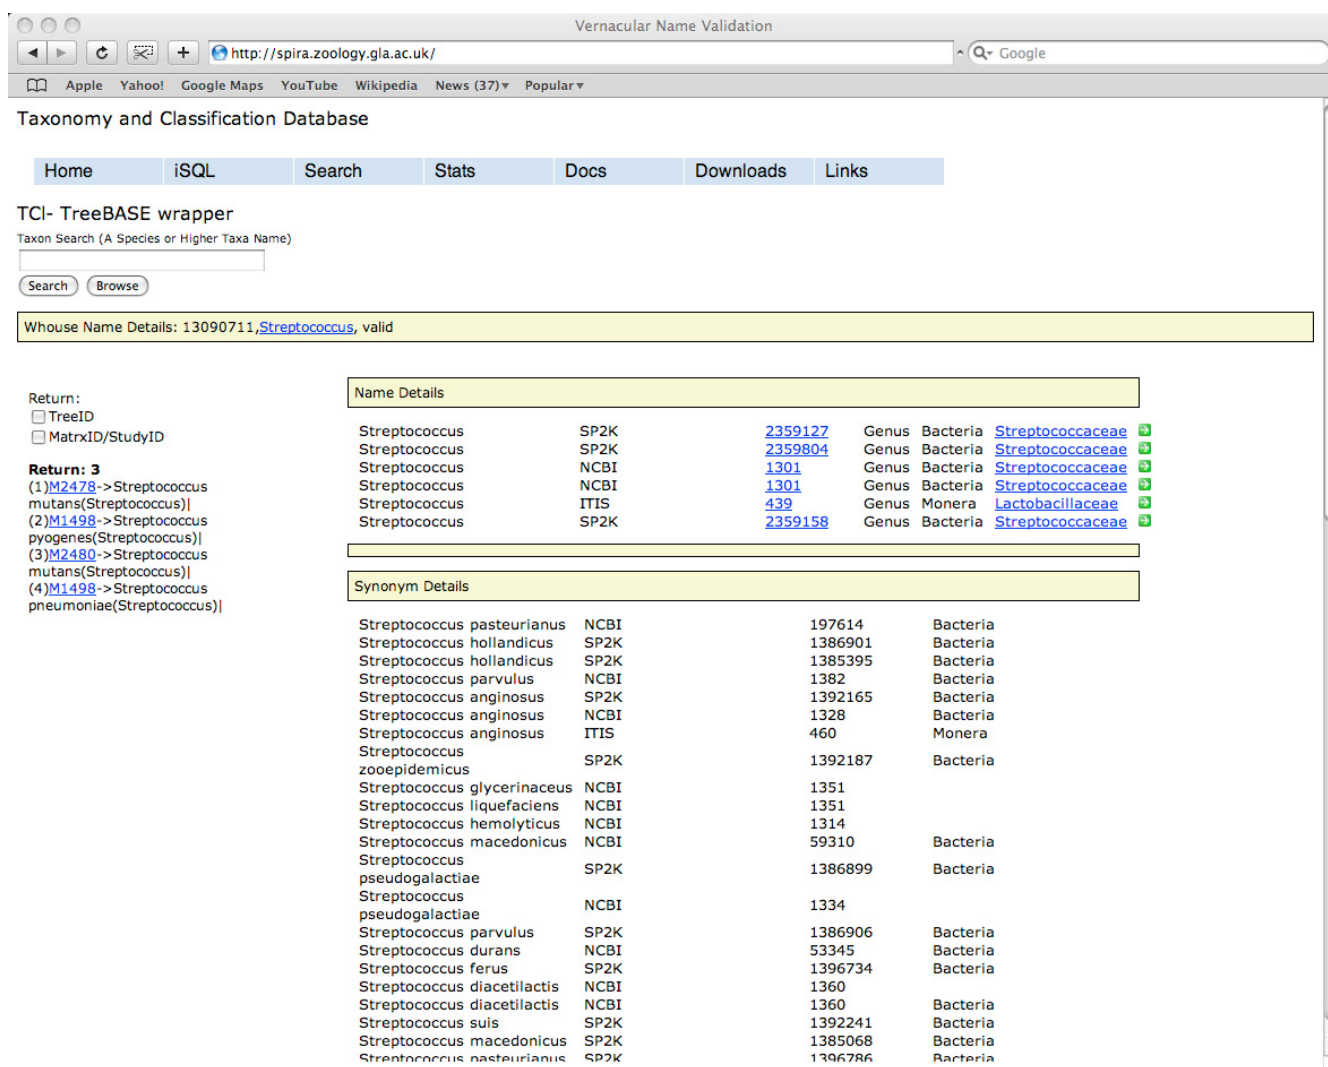 Vernacular Name Validation
http://spira.zoology.gla.ac.uk/
Google
Apple Yahoo! Google Maps YouTube Wikipedia News (37) Popular
Taxonomy and Classification Database
Home iSQL Search Stats Docs Downloads Links
TCl- TreeBASE wrapper
Taxon Search (A Species or Higher Taxa Name)
Search Browse
Whouse Name Details: 13090711,Streptococcus, valid
Return:
TreeID
MatrxID/StudyID
Return: 3
(1)M2478->Streptococcus
mutans(Streptococcus)|
(2)M1498->Streptococcus
pyogenes(Streptococcus)|
(3)M2480->Streptococcus
mutans(Streptococcus)|
(4)M1498->Streptococcus
pneumoniae(Streptococcus)|
Name Details
Streptococcus SP2K 2359127 Genus Bacteria Streptococcaceae
Streptococcus SP2K 2359804 Genus Bacteria Streptococcaceae
Streptococcus NCBI 1301 Genus Bacteria Streptococcaceae
Streptococcus NCBI 1301 Genus Bacteria Streptococcaceae
Streptococcus ITIS 439 Genus Monera Lactobacillaceae
Streptococcus SP2K 2359158 Genus Bacteria Streptococcaceae
Synonym Details
Streptococcus pasteurianus NCBI 197614 Bacteria
Streptococcus hollandicus SP2K 1386901 Bacteria
Streptococcus hollandicus SP2K 1385395 Bacteria
Streptococcus parvulus NCBI 1382 Bacteria
Streptococcus anginosus SP2K 1392165 Bacteria
Streptococcus anginosus NCBI 1328 Bacteria
Streptococcus anginosus ITIS 460 Monera
Streptococcus
zooepidemicus SP2K 1392187 Bacteria
Streptococcus glycerinaceus NCBI 1351
Streptococcus liquefaciens NCBI 1351
Streptococcus hemolyticus NCBI 1314
Streptococcus macedonicus NCBI 59310 Bacteria
Streptococcus
pseudogalactiae SP2K 1386899 Bacteria
Streptococcus
pseudogalactiae NCBI 1334
Streptococcus parvulus SP2K 1386906 Bacteria
Streptococcus durans NCBI 53345 Bacteria
Streptococcus ferus SP2K 1396734 Bacteria
Streptococcus diacetilactis NCBI 1360
Streptococcus diacetilactis NCBI 1360 Bacteria
Streptococcus suis SP2K 1392241 Bacteria
Streptococcus macedonicus SP2K 1385068 Bacteria
Streptococcus pasteurianus SP2K 1396786 Bacteria